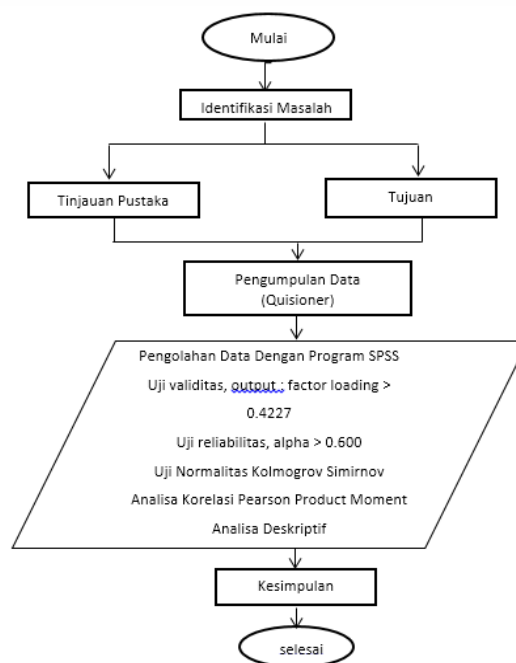 Mulai
Identifikasi Masalah
Tinjauan Pustaka
Tujuan
Pengumpulan Data
(Quisioner)
Pengolahan Data Dengan Program SPSS
Uji validitas, output : factor loading >
0.4227
Uji reliabilitas, alpha > 0.600
Uji Normalitas Kolmogrov Simirnov
Analisa Korelasi Pearson Product Moment
Analisa Deskriptif
Kesimpulan
selesai